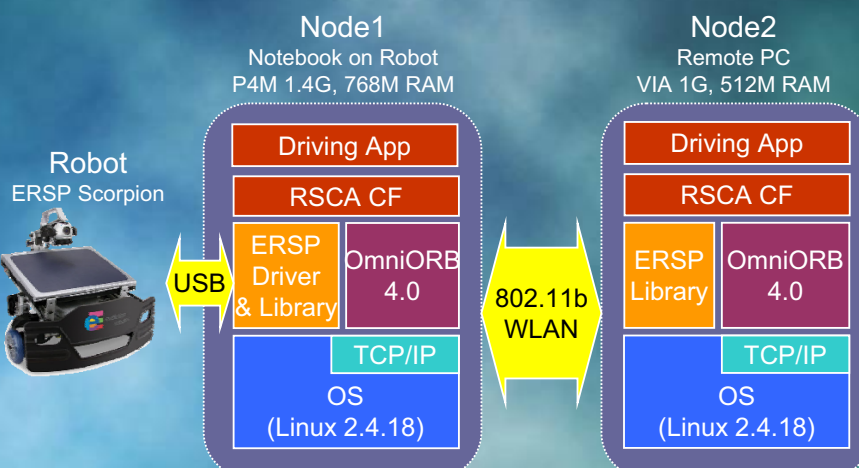 Node1
Notebook on Robot
P4M 1.4G, 768M RAM
Node2
Remote PC
VIA 1G, 512M RAM
Robot
ERSP Scorpion
USB
Driving App
RSCA CF
ERSP
Driver
& Library
OmniORB
4.0
TCP/IP
OS
(Linux 2.4.18)
802.11b
WLAN
Driving App
RSCA CF
ERSP
Library
OmniORB
4.0
TCP/IP
OS
(Linux 2.4.18)